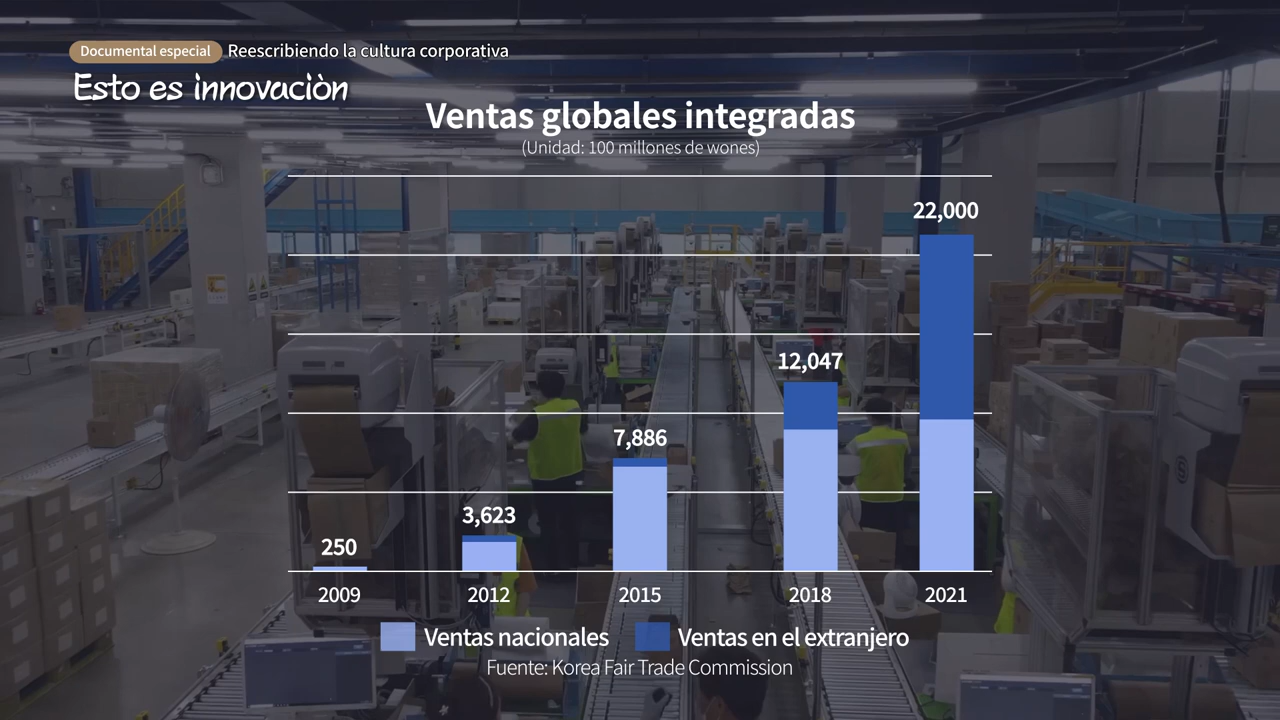 Documental especial Reescribiendo la cultura corporativa
Esto es innovaciòn
Ventas globales integradas
(Unidad: 100 millones de wones)
22,000
12,047
7,886
3,623
250
2009 2012 2015 2018 2021
Ventas nacionales Ventas en el extranjero
Fuente: Korea Fair Trade Commission